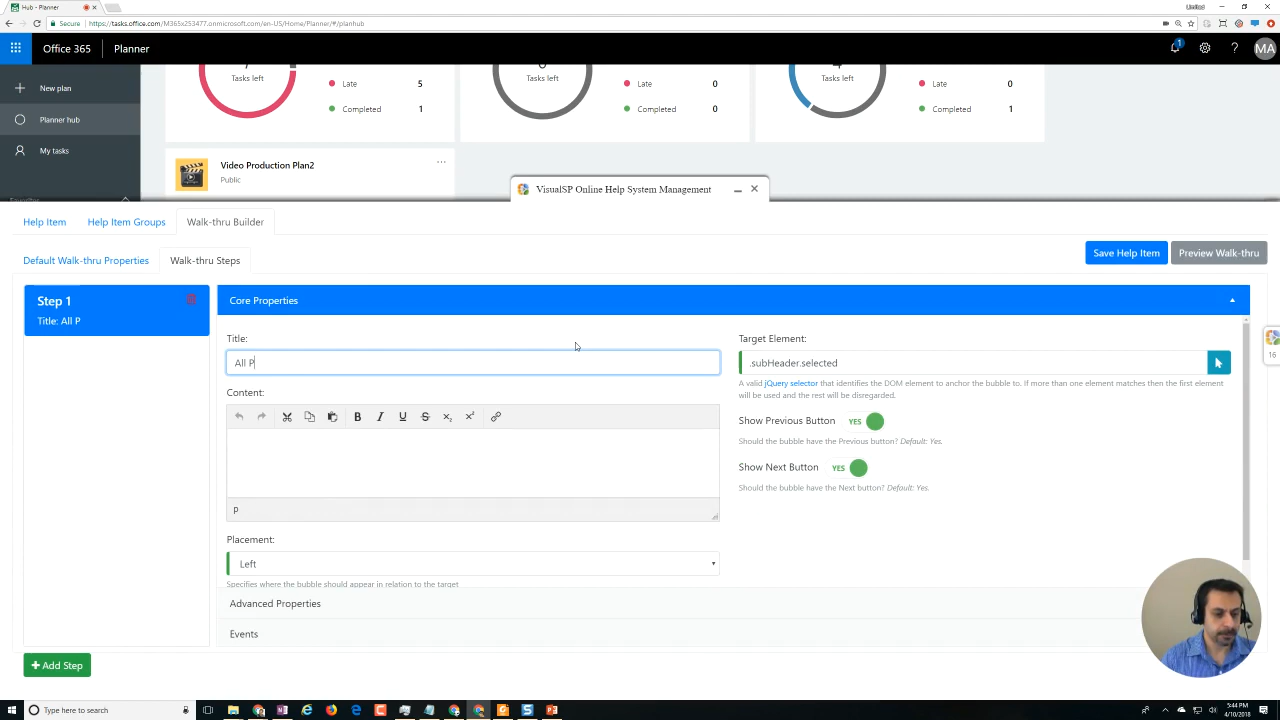 Hub - Planner
Limited
Secure
https://tasks.office.com/M365x253477.onmicrosoft.com/en-US/Home/Planner/#/planhub
Office 365
Planner
1
MA
New plan
Planner hub
My tasks
Tasks left
Late 5
Completed 1
Tasks left
Late 0
Completed 0
Tasks left
Late 0
Completed 1
Video Production Plan2
Public
...
VisualSP Online Help System Management
Help Item
Help Item Groups
Walk-thru Builder
Default Walk-thru Properties
Walk-thru Steps
Save Help Item
Preview Walk-thru
Step 1
Title: All P
Core Properties
Title:
All P
Content:
B I U S x₂ x²
p
Placement:
Left
Specifies where the bubble should appear in relation to the target
Target Element:
.subHeader.selected
A valid jQuery selector that identifies the DOM element to anchor the bubble to. If more than one element matches then the first element
will be used and the rest will be disregarded.
Show Previous Button YES
Should the bubble have the Previous button? Default: Yes.
Show Next Button YES
Should the bubble have the Next button? Default: Yes.
16
Advanced Properties
Events
+ Add Step
Type here to search
5:44 PM
4/10/2018